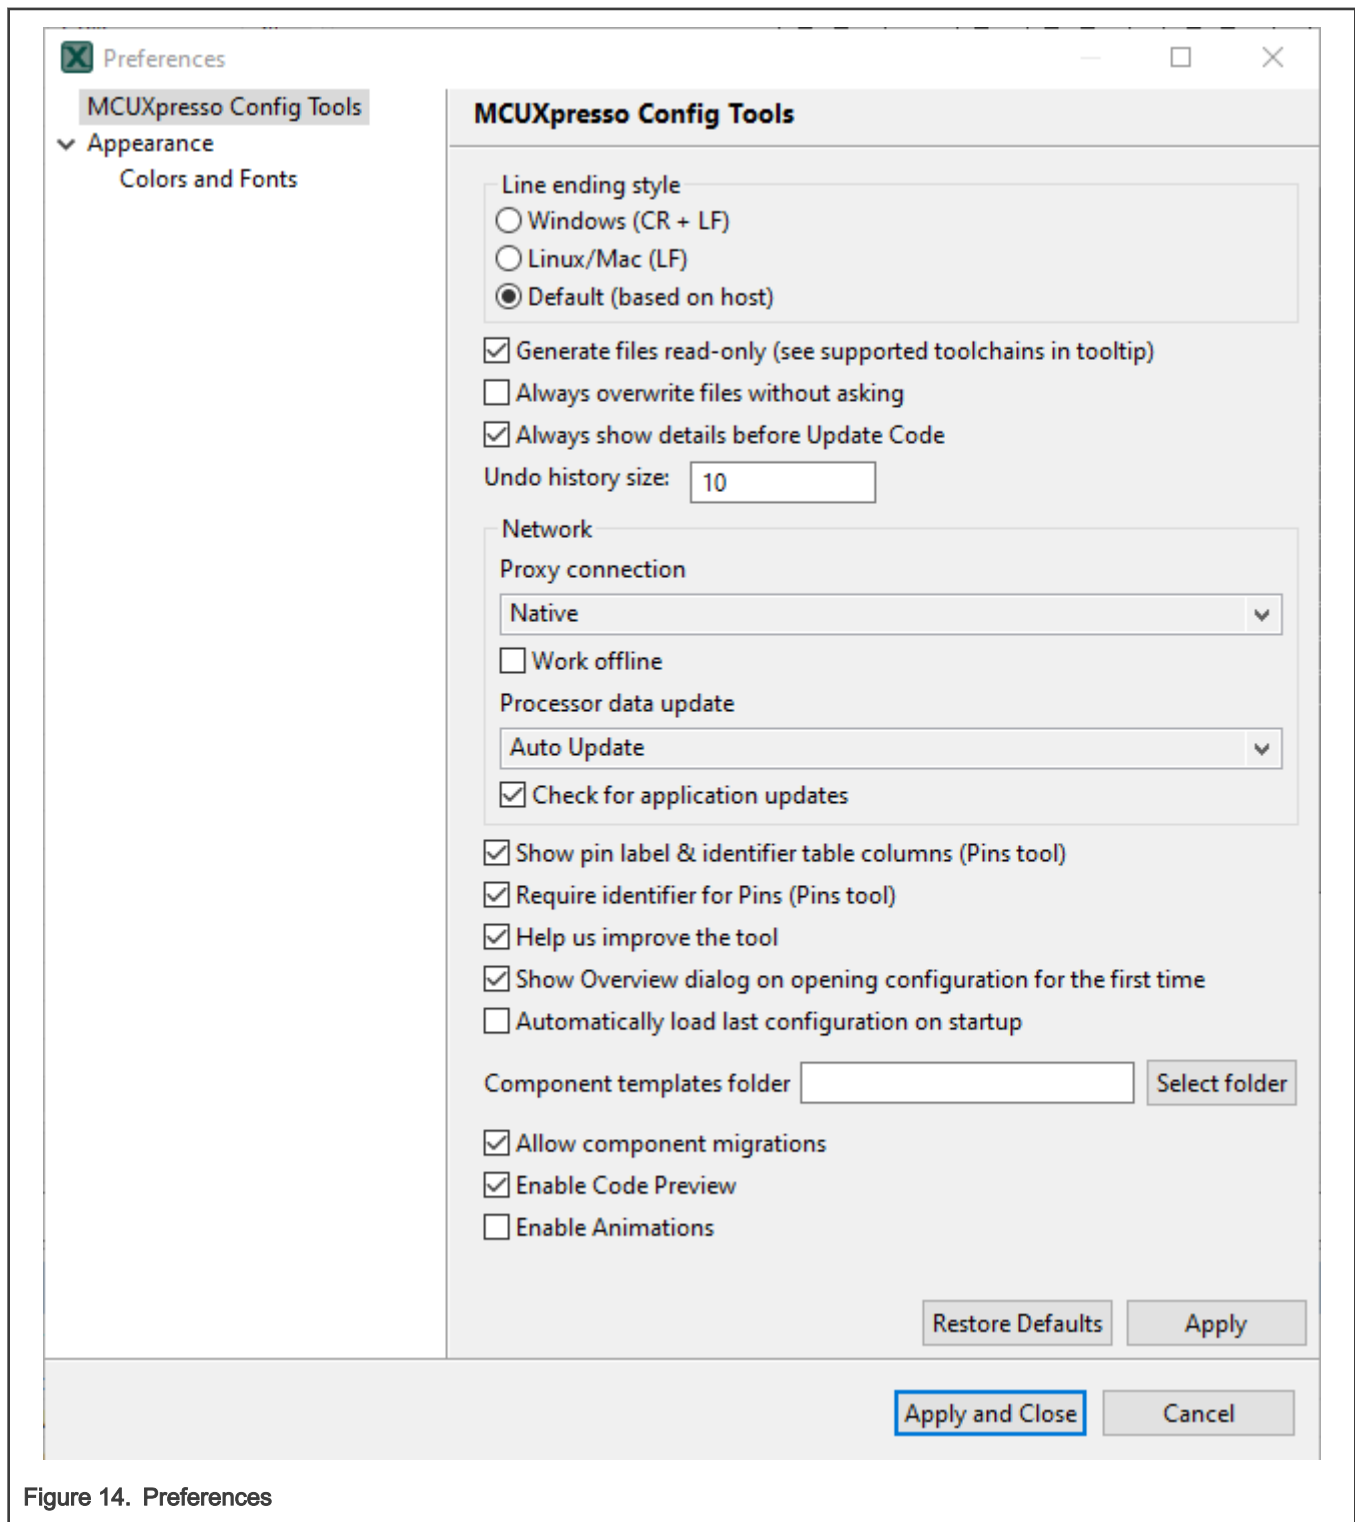 Preferences
MCUXpresso Config Tools
Appearance
Colors and Fonts
MCUXpresso Config Tools
Line ending style
Windows (CR + LF)
Linux/Mac (LF)
Default (based on host)
Generate files read-only (see supported toolchains in tooltip)
Always overwrite files without asking
Always show details before Update Code
Undo history size: 10
Network
Proxy connection
Native
Work offline
Processor data update
Auto Update
Check for application updates
Show pin label & identifier table columns (Pins tool)
Require identifier for Pins (Pins tool)
Help us improve the tool
Show Overview dialog on opening configuration for the first time
Automatically load last configuration on startup
Component templates folder Select folder
Allow component migrations
Enable Code Preview
Enable Animations
Restore Defaults Apply
Apply and Close Cancel
Figure 14. Preferences